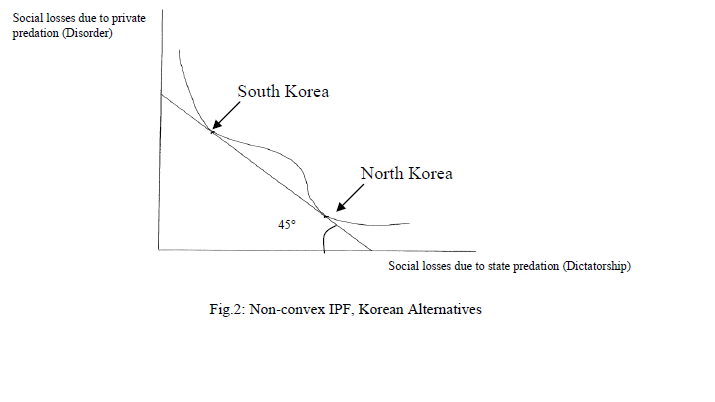 Social losses due to private
predation (Disorder)
South Korea
North Korea
45°
Social losses due to state predation (Dictatorship)
Fig.2: Non-convex IPF, Korean Alternatives